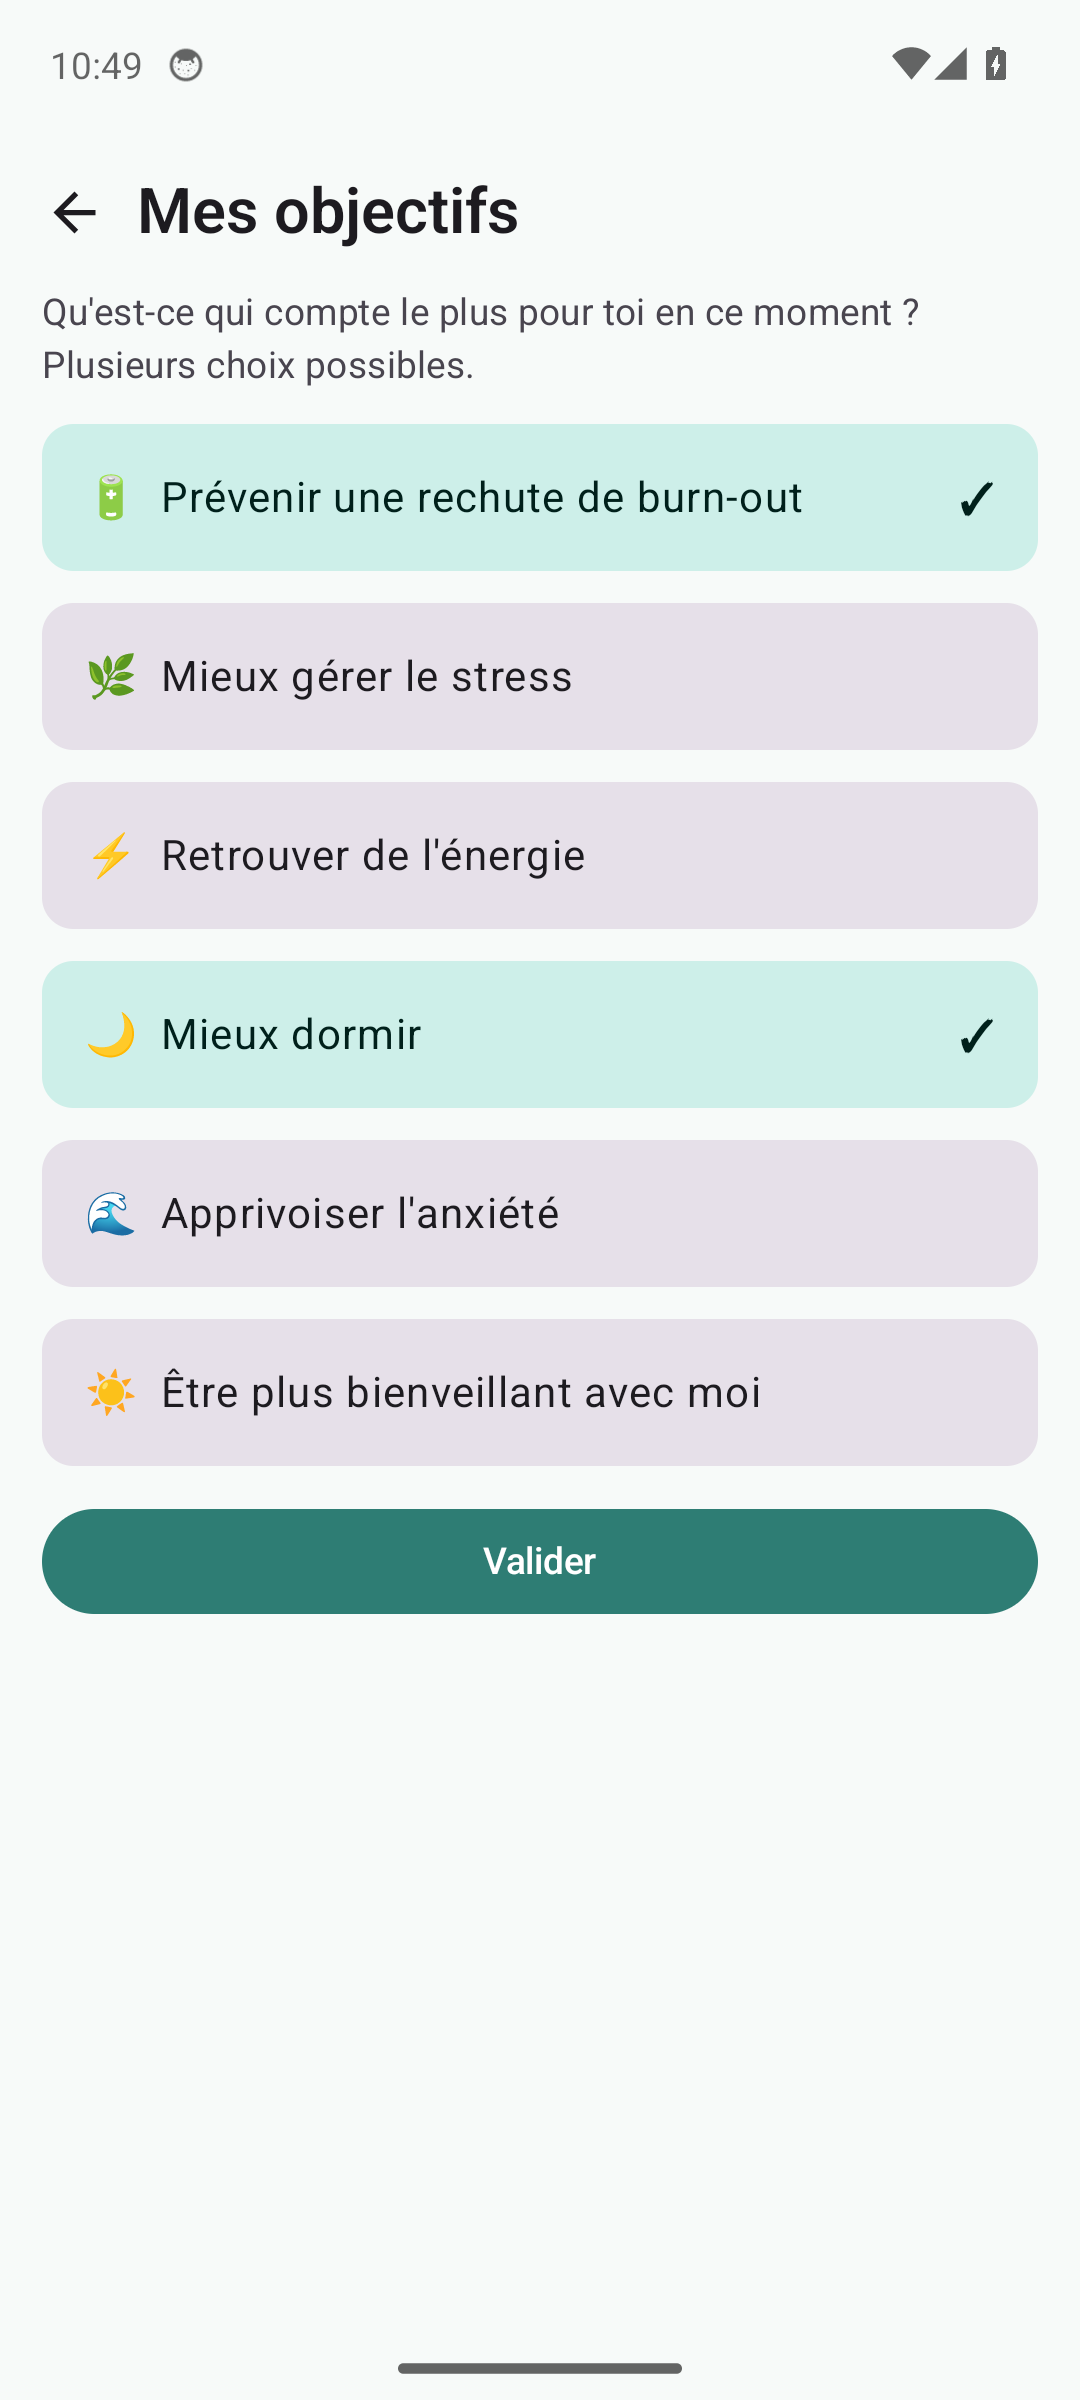 10:49
Mes objectifs
Qu'est-ce qui compte le plus pour toi en ce moment ?
Plusieurs choix possibles.
Prévenir une rechute de burn-out ✓
Mieux gérer le stress
Retrouver de l'énergie
Mieux dormir ✓
Apprivoiser l'anxiété
Être plus bienveillant avec moi
Valider